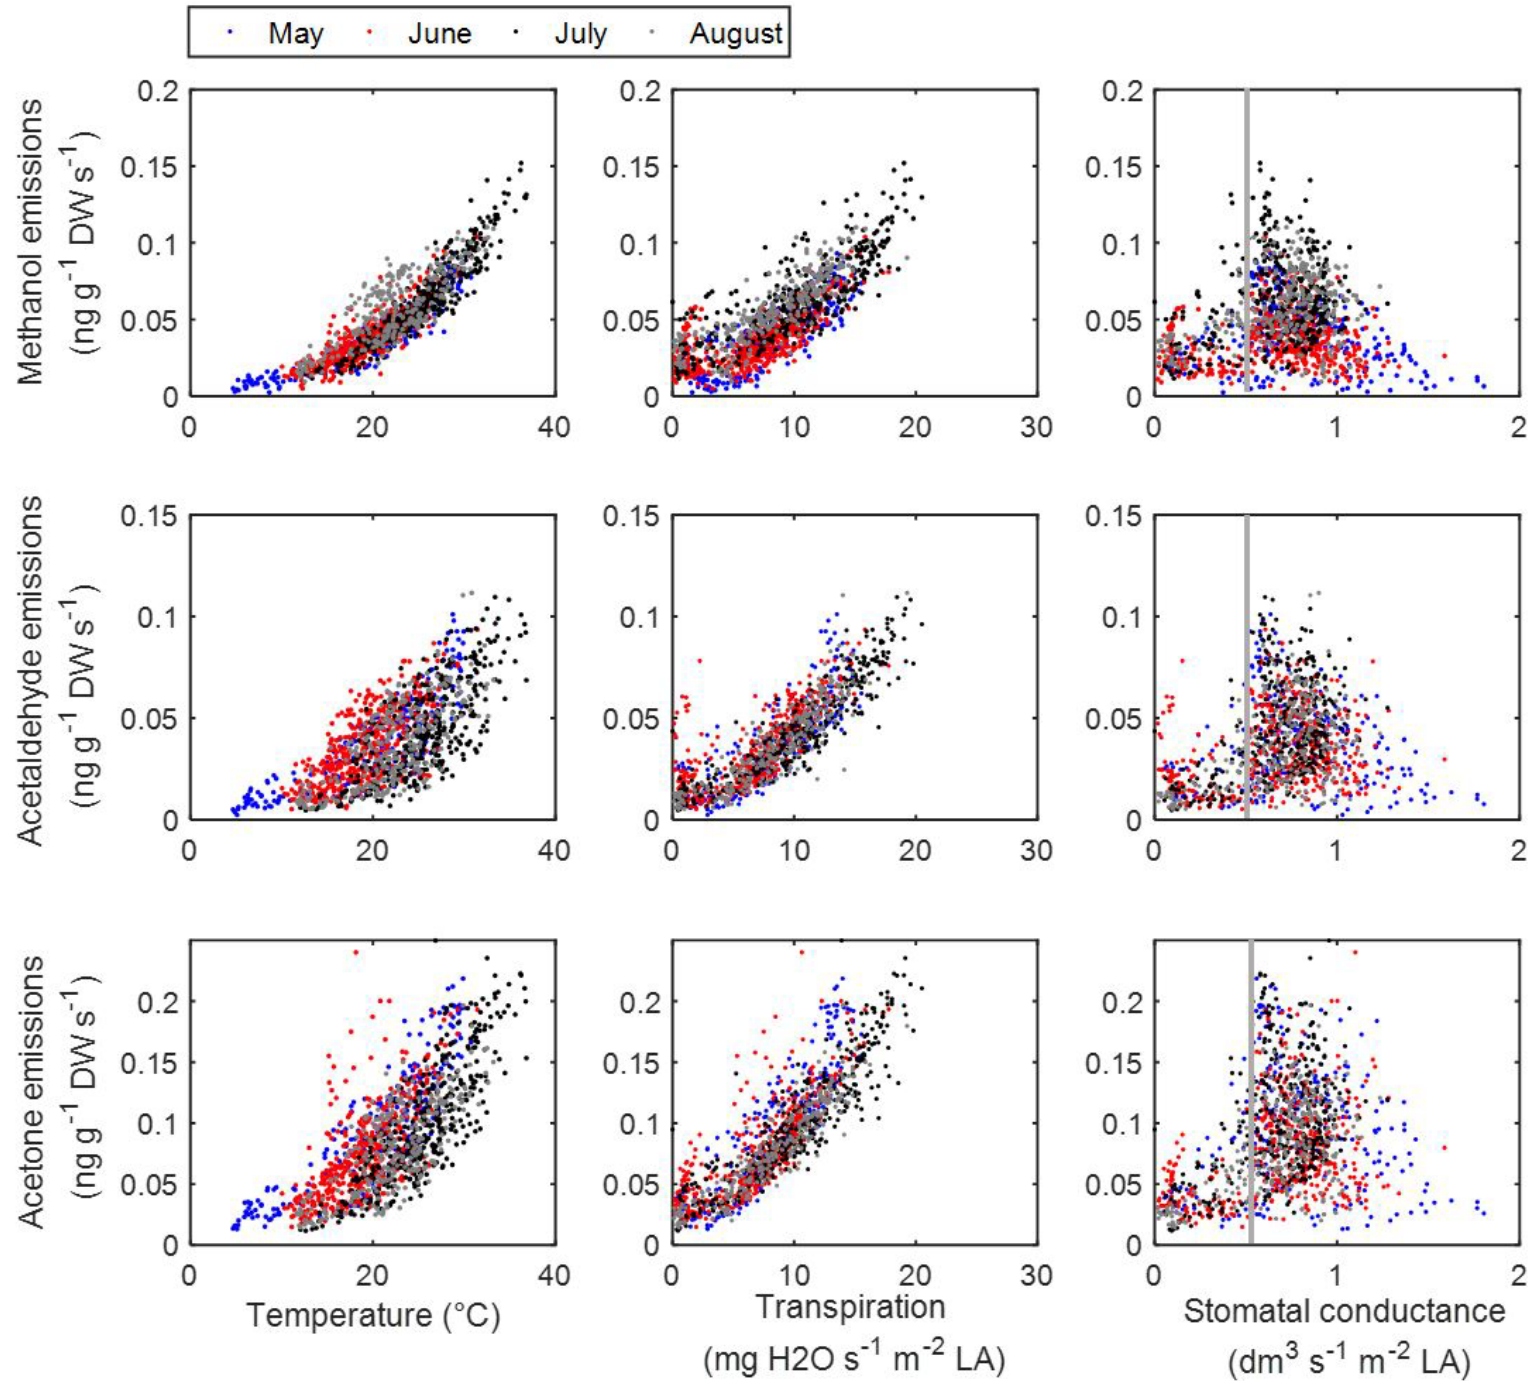 May June July August
Methanol emissions
(ng g-1 DW s-1)
0.2
0.15
0.1
0.05
0
0 20 40
0.2
0.15
0.1
0.05
0
0 10 20 30
0.2
0.15
0.1
0.05
0
0 1 2
Acetaldehyde emissions
(ng g-1 DW s-1)
0.15
0.1
0.05
0
0 20 40
0.15
0.1
0.05
0
0 10 20 30
0.15
0.1
0.05
0
0 1 2
Acetone emissions
(ng g-1 DW s-1)
0.2
0.15
0.1
0.05
0
0 20 40
Temperature (°C)
0.2
0.15
0.1
0.05
0
0 10 20 30
Transpiration
(mg H2O s-1 m-2 LA)
0.2
0.15
0.1
0.05
0
0 1 2
Stomatal conductance
(dm3 s-1 m-2 LA)